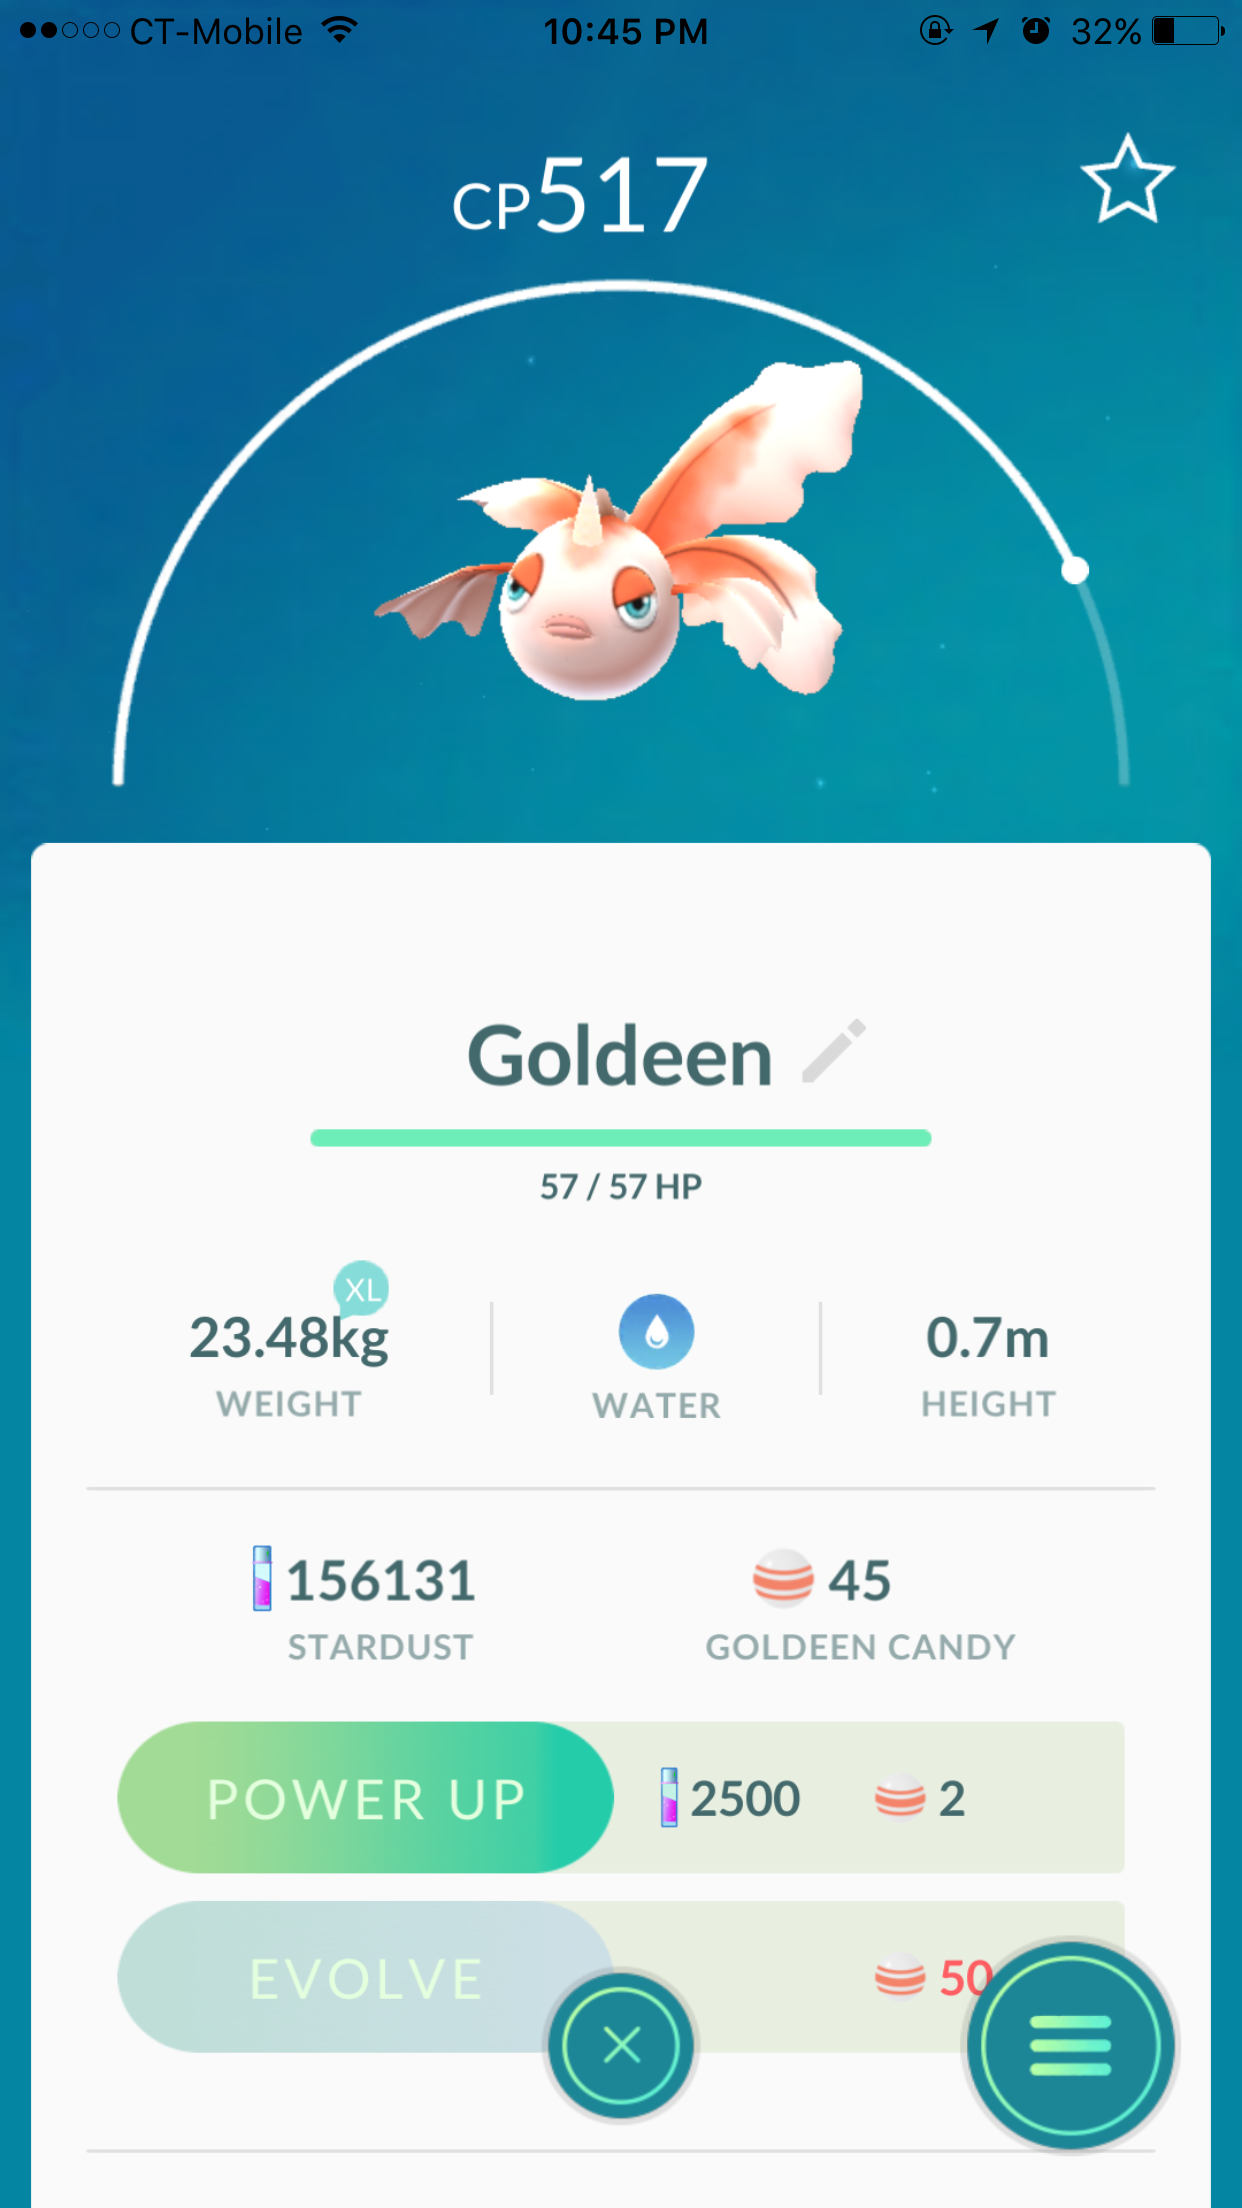 CT-Mobile 10:45 PM 32%
CP517
Goldeen
57 / 57 HP
XL
23.48kg 0.7m
WEIGHT WATER HEIGHT
156131 45
STARDUST GOLDEEN CANDY
POWER UP 2500 2
EVOLVE 50